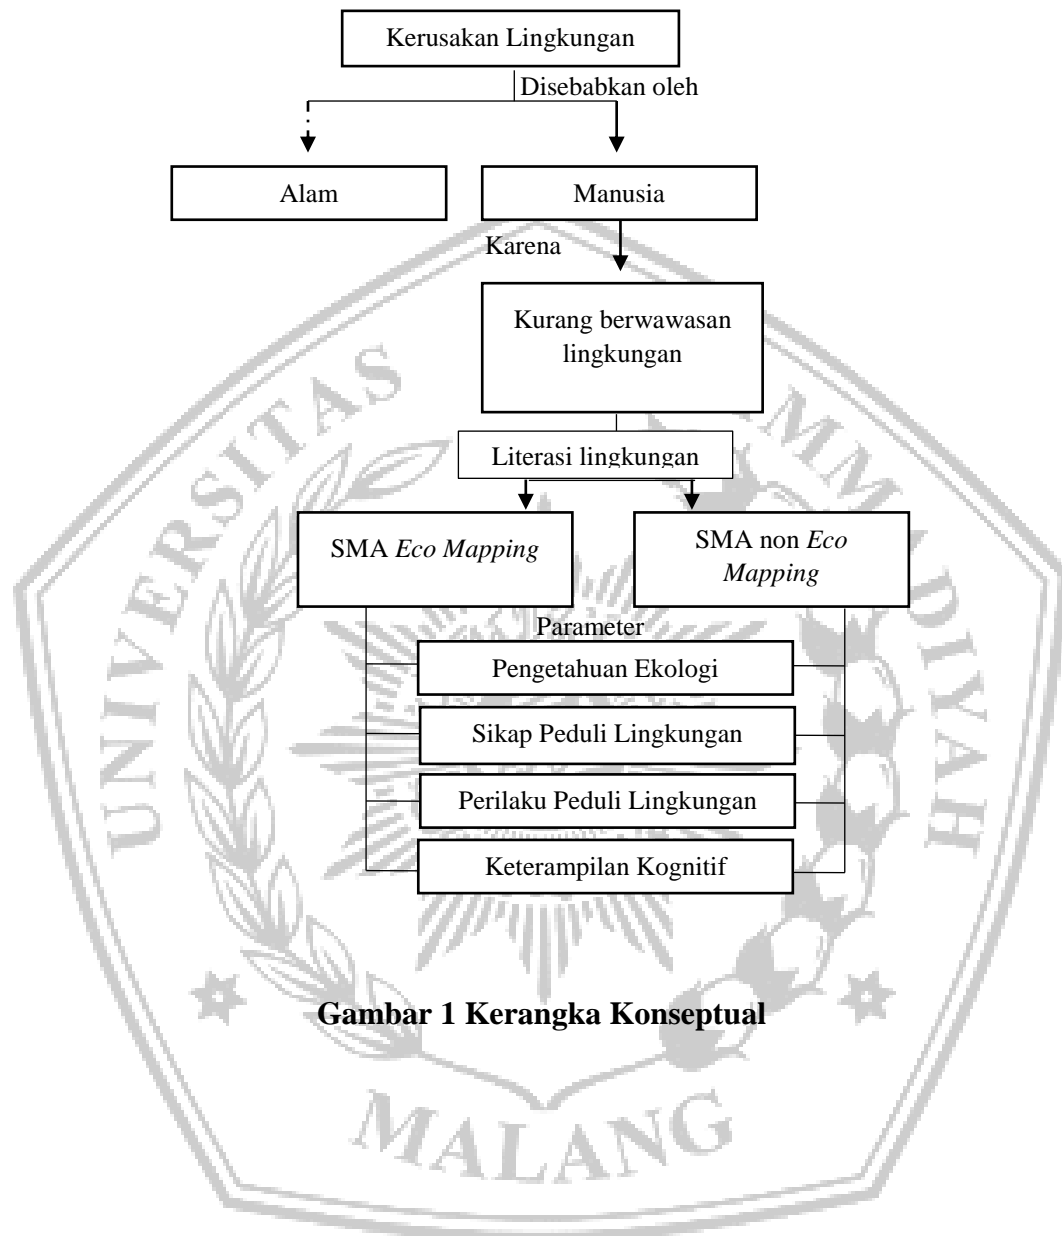 Kerusakan Lingkungan
Disebabkan oleh
Alam
Manusia
Karena
Kurang berwawasan
lingkungan
Literasi lingkungan
SMA Eco Mapping
SMA non Eco
Mapping
Parameter
Pengetahuan Ekologi
Sikap Peduli Lingkungan
Perilaku Peduli Lingkungan
Keterampilan Kognitif
Gambar 1 Kerangka Konseptual
UNIVERSITAS
MALANG